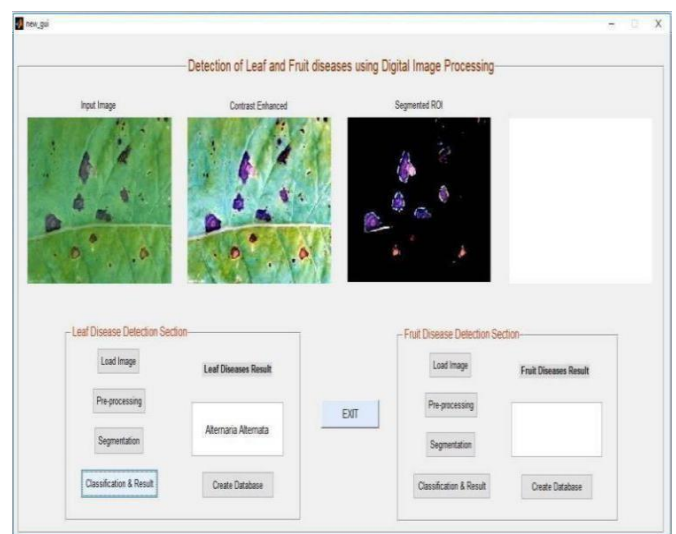 new_gui
Detection of Leaf and Fruit diseases using Digital Image Processing
Input Image
Contrast Enhanced
Segmented ROI
Leaf Disease Detection Section
Load Image
Leaf Diseases Result
Pre-processing
Alternaria Alternata
Segmentation
Classification & Result
Create Database
EXIT
Fruit Disease Detection Section
Load Image
Fruit Diseases Result
Pre-processing
Segmentation
Classification & Result
Create Database